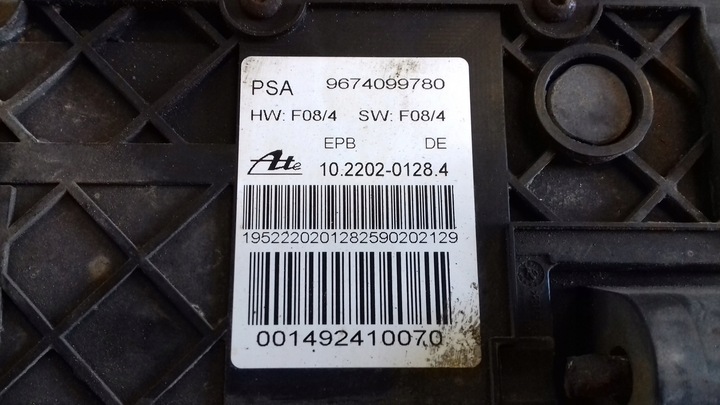 PSA 9674099780
HW: F08/4 SW: F08/4
EPB DE
Ate 10.2202-0128.4
1952220201282590202129
001492410070